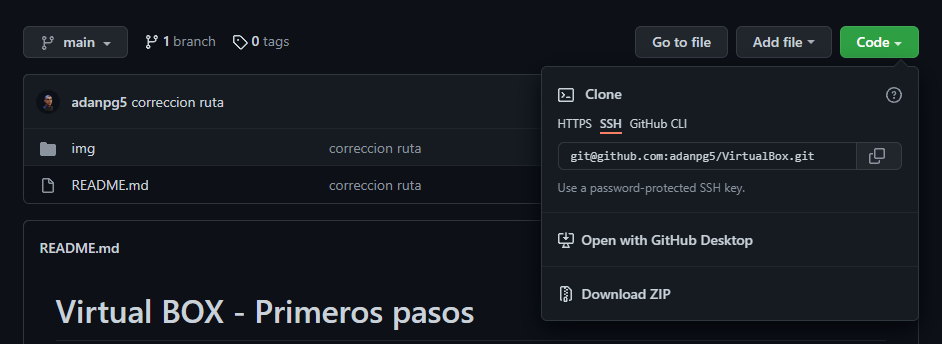 main 1 branch 0 tags Go to file Add file Code
adanpg5 correccion ruta
img correccion ruta
README.md correccion ruta
README.md
Virtual BOX - Primeros pasos
Clone
HTTPS SSH GitHub CLI
git@github.com:adanpg5/VirtualBox.git
Use a password-protected SSH key.
Open with GitHub Desktop
Download ZIP